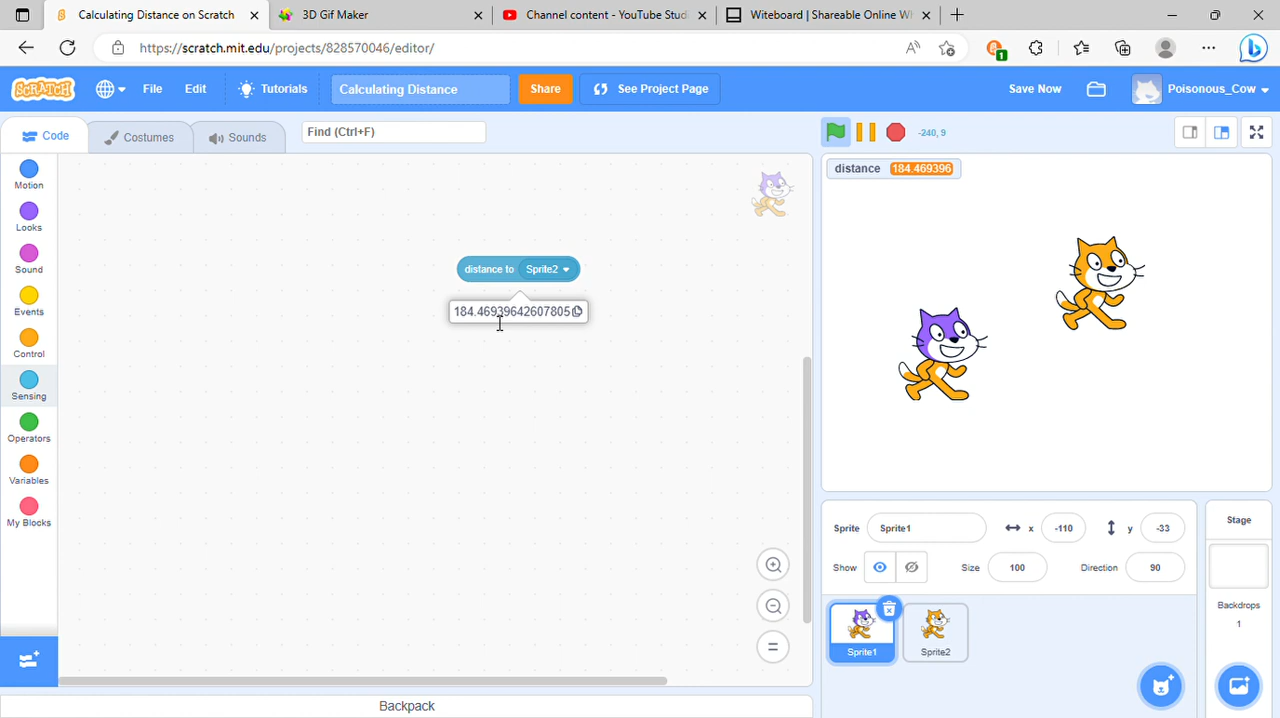 Calculating Distance on Scratch
3D Gif Maker
Channel content - YouTube Studi
Witeboard | Shareable Online Wh
https://scratch.mit.edu/projects/828570046/editor/
1
SCRATCH
File
Edit
Tutorials
Calculating Distance
Share
See Project Page
Save Now
Poisonous_Cow
Code
Costumes
Sounds
Find (Ctrl+F)
-240, 9
Motion
Looks
Sound
Events
Control
Sensing
Operators
Variables
My Blocks
distance to Sprite2
184.46939642607805
distance 184.469396
Sprite Sprite1 x -110 y -33
Show Size 100 Direction 90
Sprite1
Sprite2
Stage
Backdrops
1
Backpack